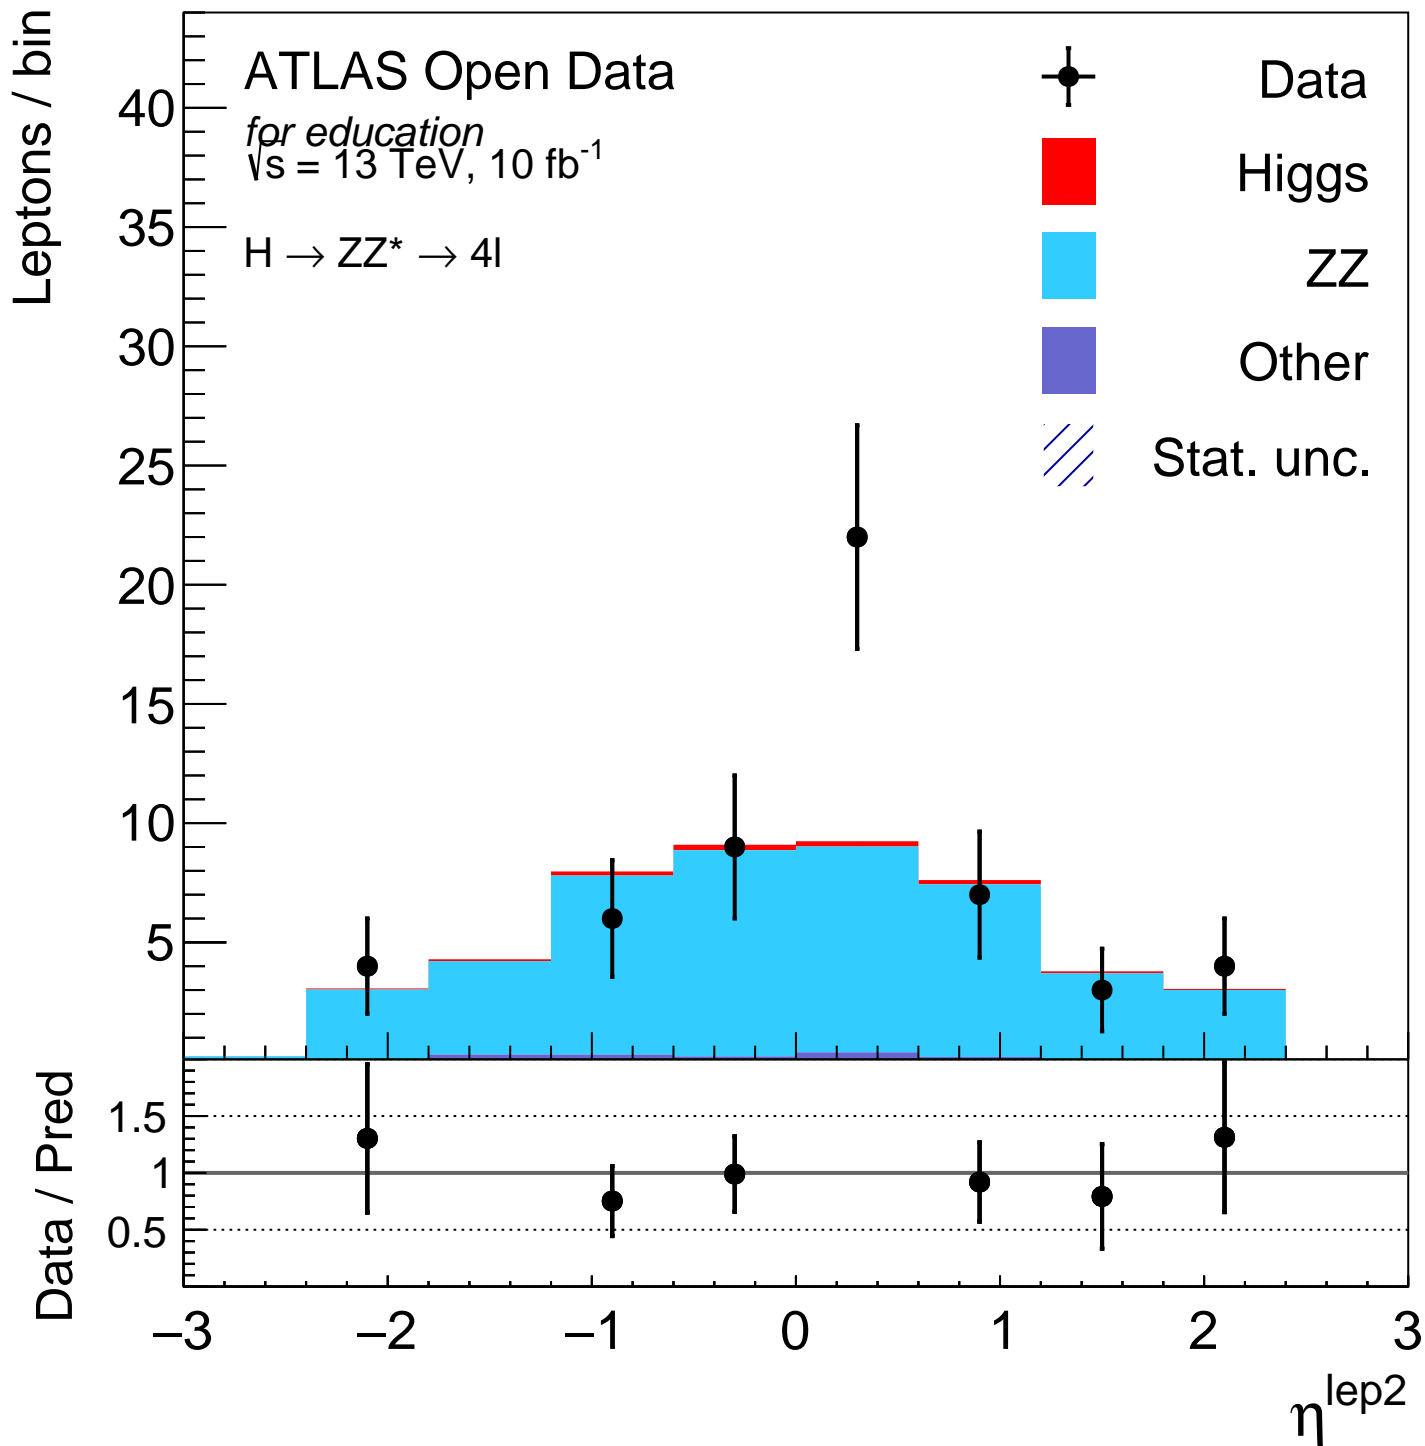 Leptons / bin
40
35
30
25
20
15
10
5
ATLAS Open Data
for education
√s = 13 TeV, 10 fb⁻¹
H → ZZ* → 4l
Data
Higgs
ZZ
Other
Stat. unc.
Data / Pred
1.5
1
0.5
−3
−2
−1
0
1
2
3
η^lep2